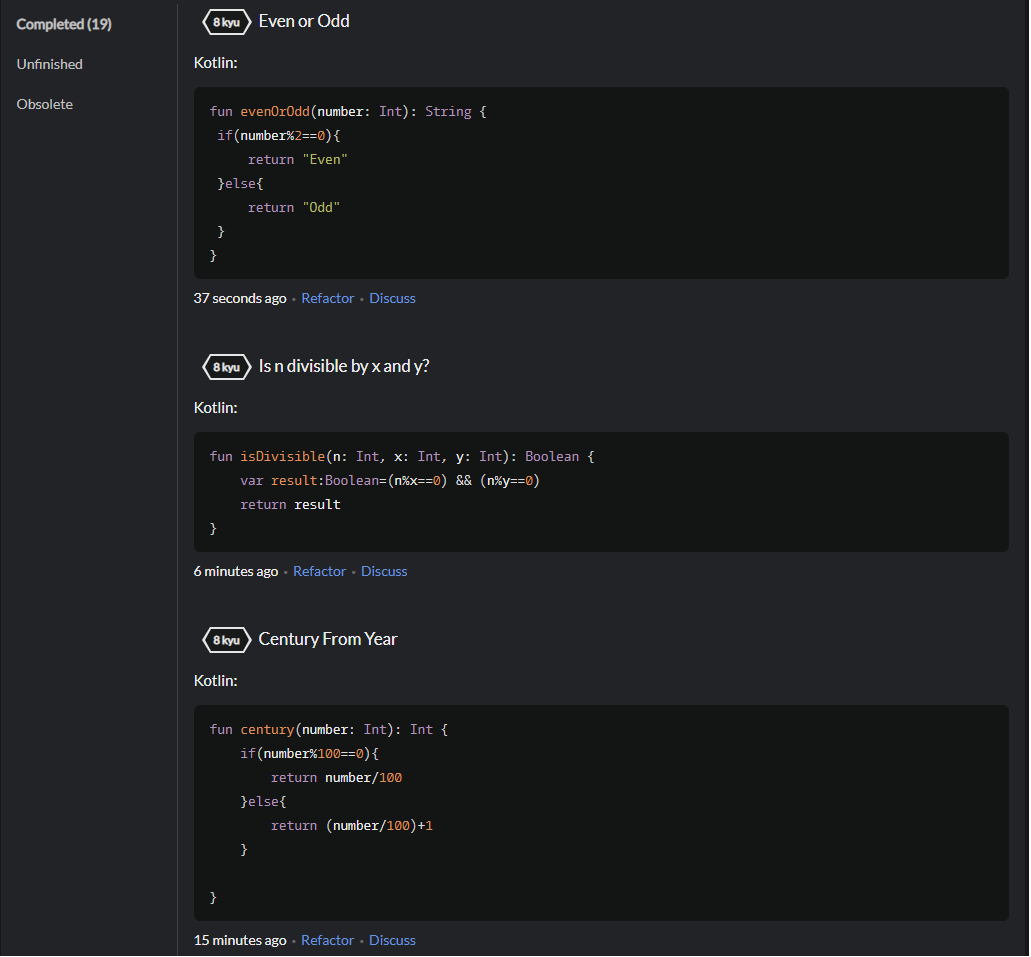 Completed (19)
Unfinished
Obsolete
8 kyu Even or Odd
Kotlin:
fun evenOrOdd(number: Int): String {
 if(number%2==0){
     return "Even"
 }else{
     return "Odd"
 }
}
37 seconds ago • Refactor • Discuss
8 kyu Is n divisible by x and y?
Kotlin:
fun isDivisible(n: Int, x: Int, y: Int): Boolean {
    var result:Boolean=(n%x==0) && (n%y==0)
    return result
}
6 minutes ago • Refactor • Discuss
8 kyu Century From Year
Kotlin:
fun century(number: Int): Int {
    if(number%100==0){
        return number/100
    }else{
        return (number/100)+1
    }
}
15 minutes ago • Refactor • Discuss